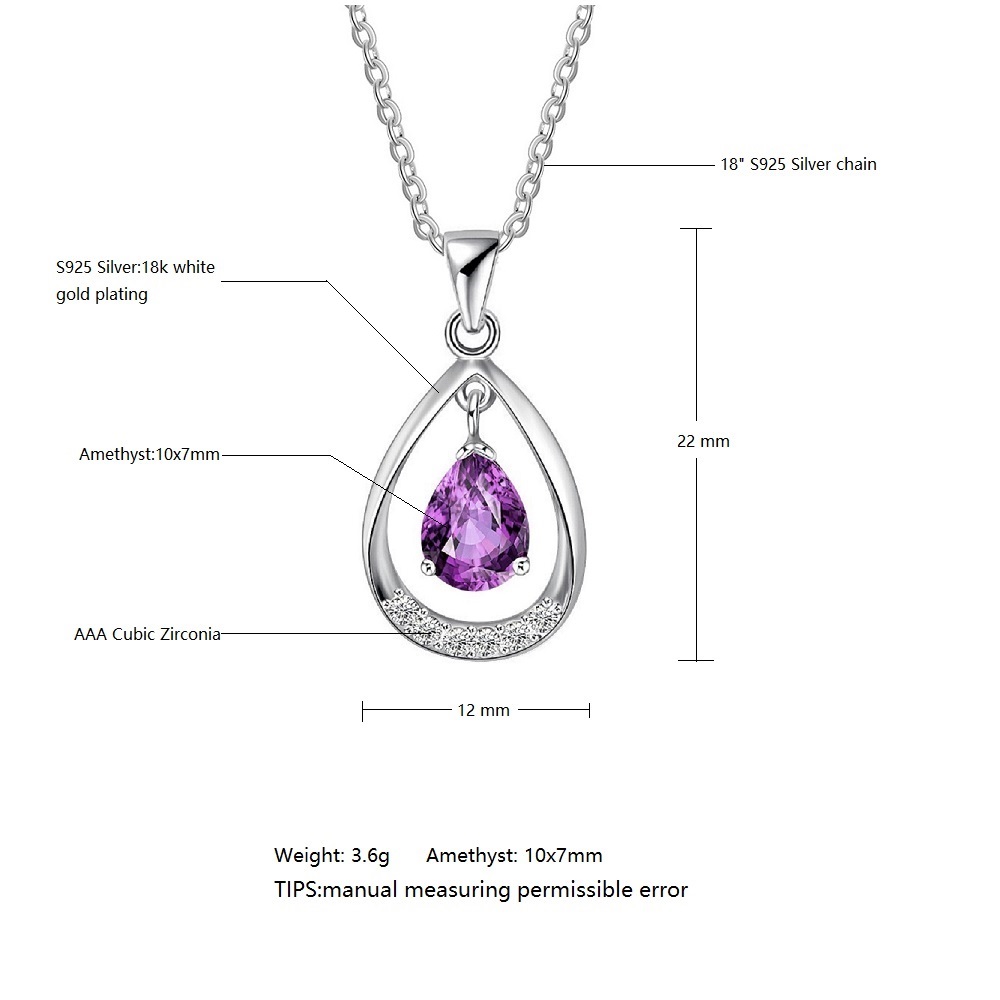 18" S925 Silver chain
S925 Silver:18k white
gold plating
22 mm
Amethyst:10x7mm
AAA Cubic Zirconia
12 mm
Weight: 3.6g Amethyst: 10x7mm
TIPS:manual measuring permissible error